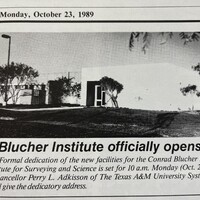 Monday, October 23, 1989
Blucher Institute officially opens
Formal dedication of the new facilities for the Conrad Blucher
tute for Surveying and Science is set for 10 a.m. Monday (Oct. 2
ancellor Perry L. Adkisson of The Texas A&M University System
l give the dedicatory address.